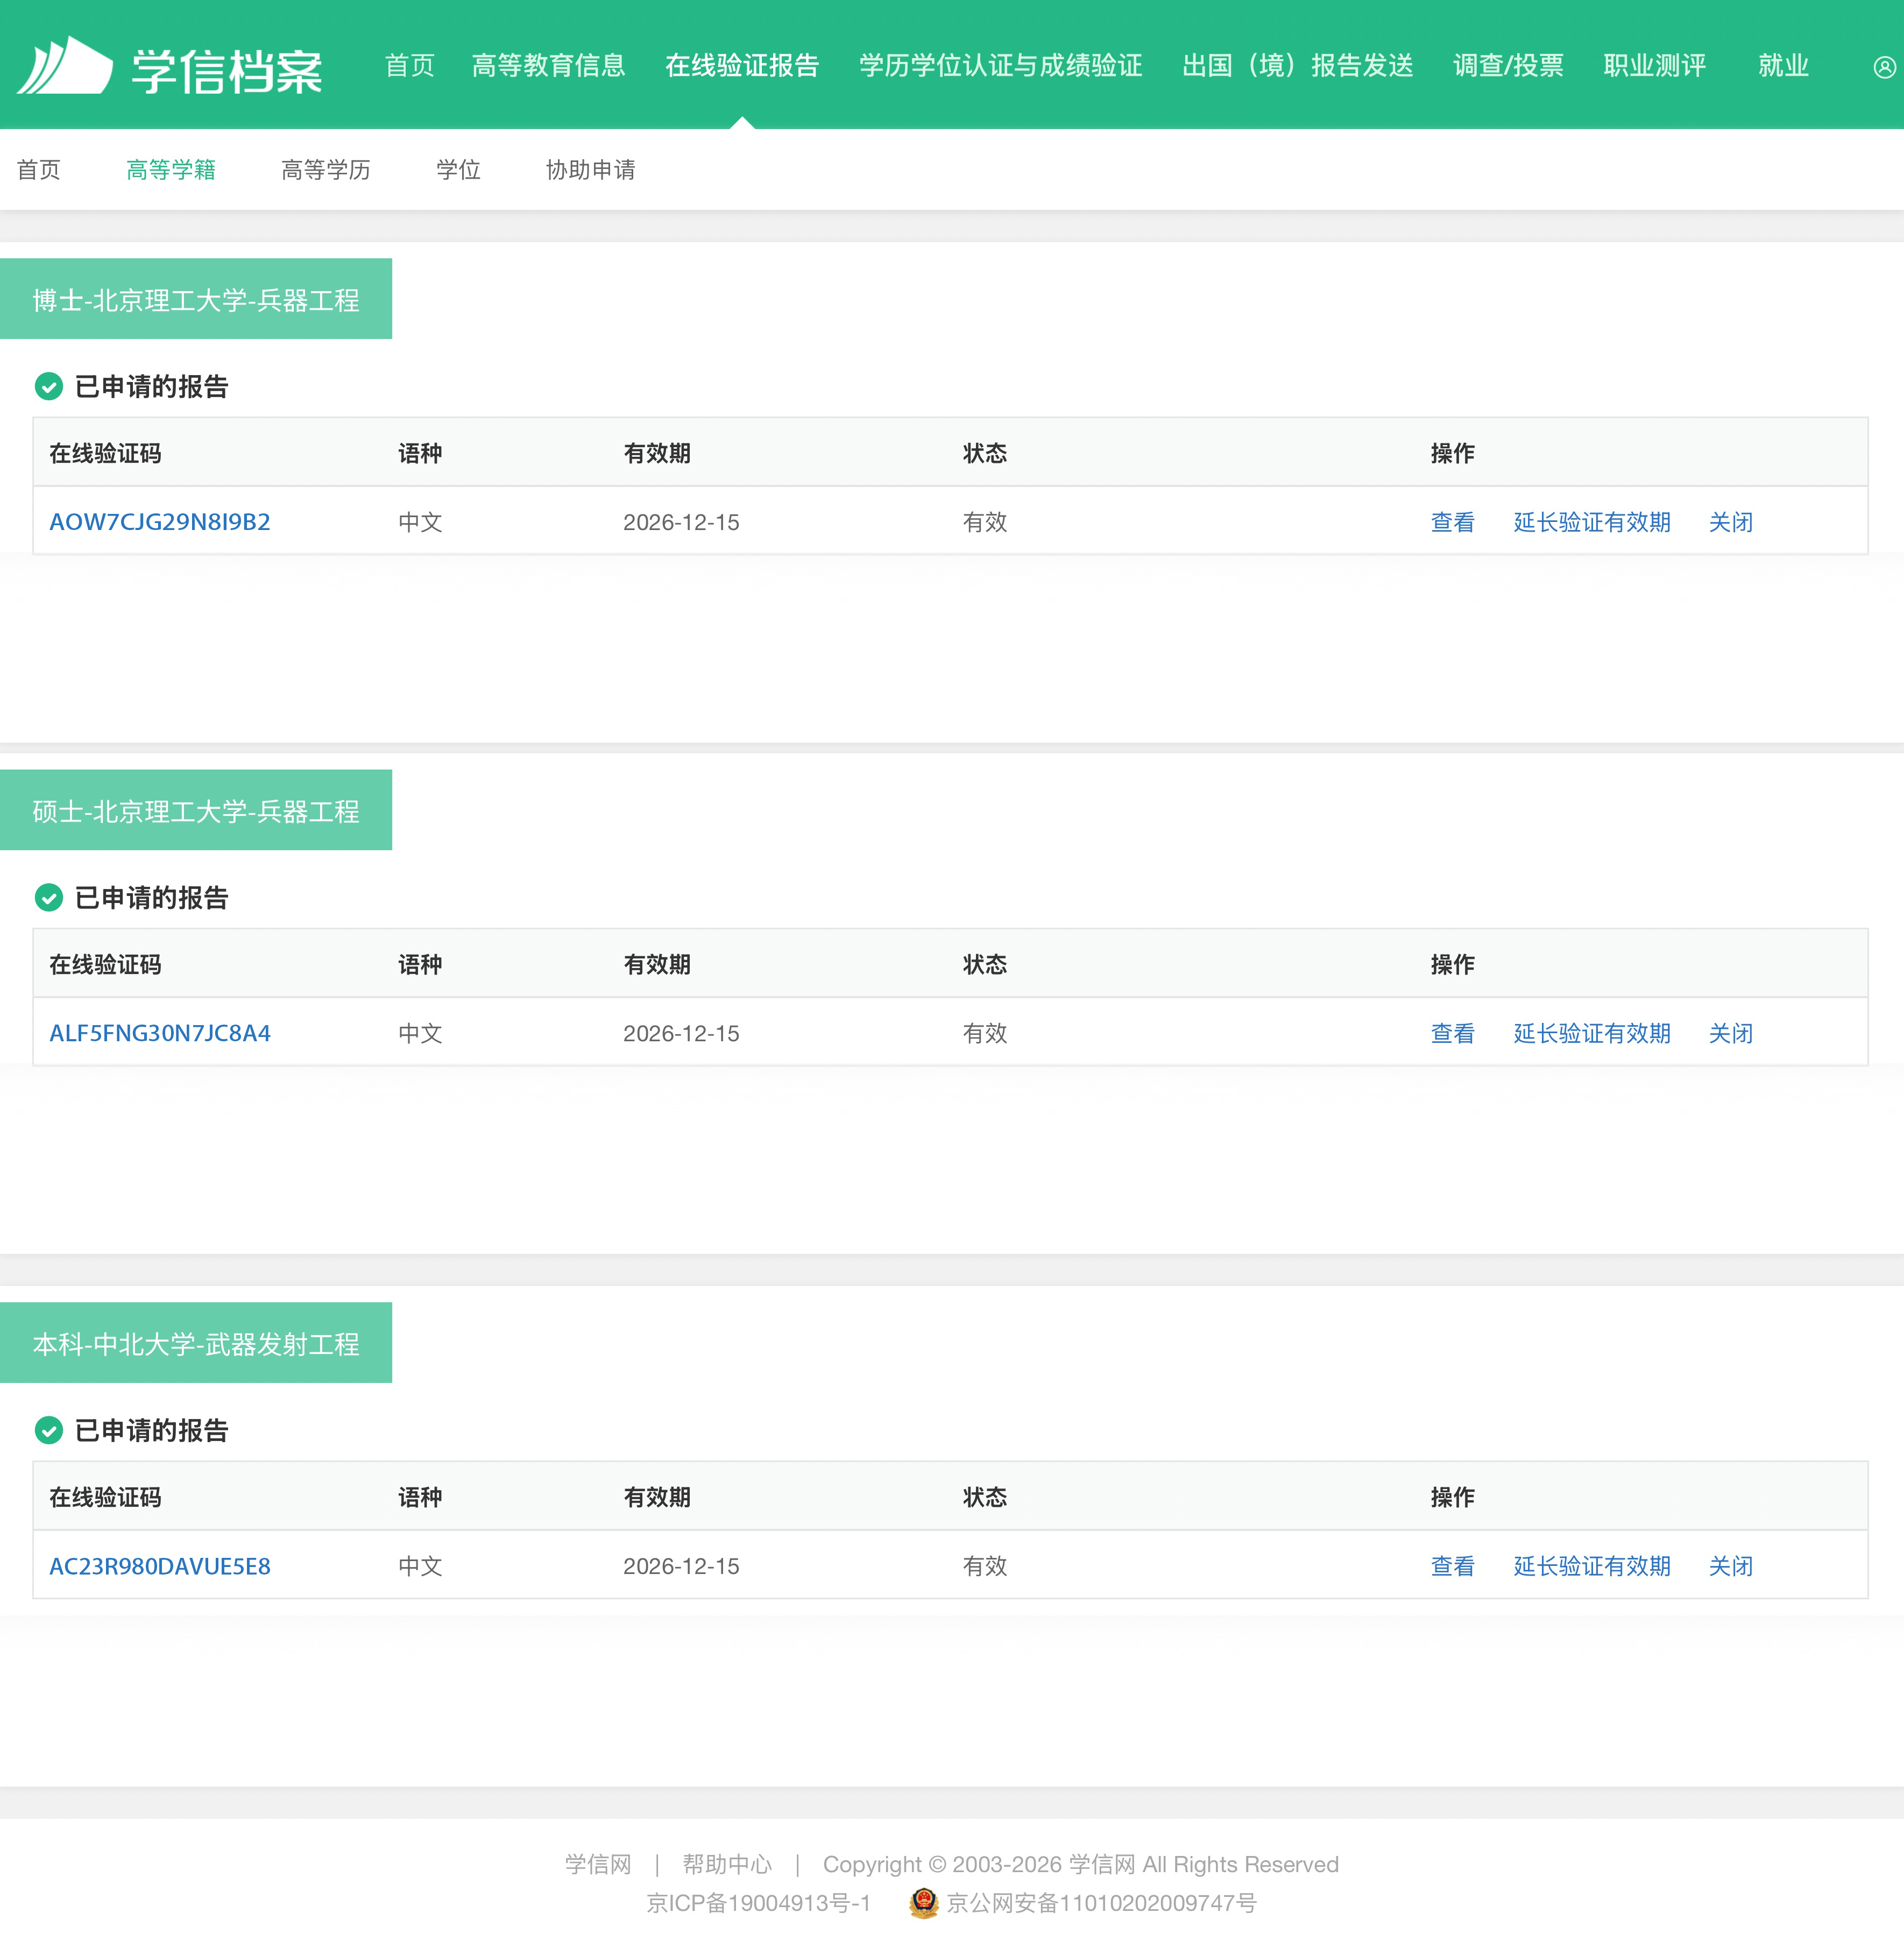 学信档案 首页 高等教育信息 在线验证报告 学历学位认证与成绩验证 出国（境）报告发送 调查/投票 职业测评 就业
首页 高等学籍 高等学历 学位 协助申请
博士-北京理工大学-兵器工程
已申请的报告
在线验证码 语种 有效期 状态 操作
AOW7CJG29N8I9B2 中文 2026-12-15 有效 查看 延长验证有效期 关闭
硕士-北京理工大学-兵器工程
已申请的报告
在线验证码 语种 有效期 状态 操作
ALF5FNG30N7JC8A4 中文 2026-12-15 有效 查看 延长验证有效期 关闭
本科-中北大学-武器发射工程
已申请的报告
在线验证码 语种 有效期 状态 操作
AC23R980DAVUE5E8 中文 2026-12-15 有效 查看 延长验证有效期 关闭
学信网 | 帮助中心 | Copyright © 2003-2026 学信网 All Rights Reserved
京ICP备19004913号-1 京公网安备11010202009747号